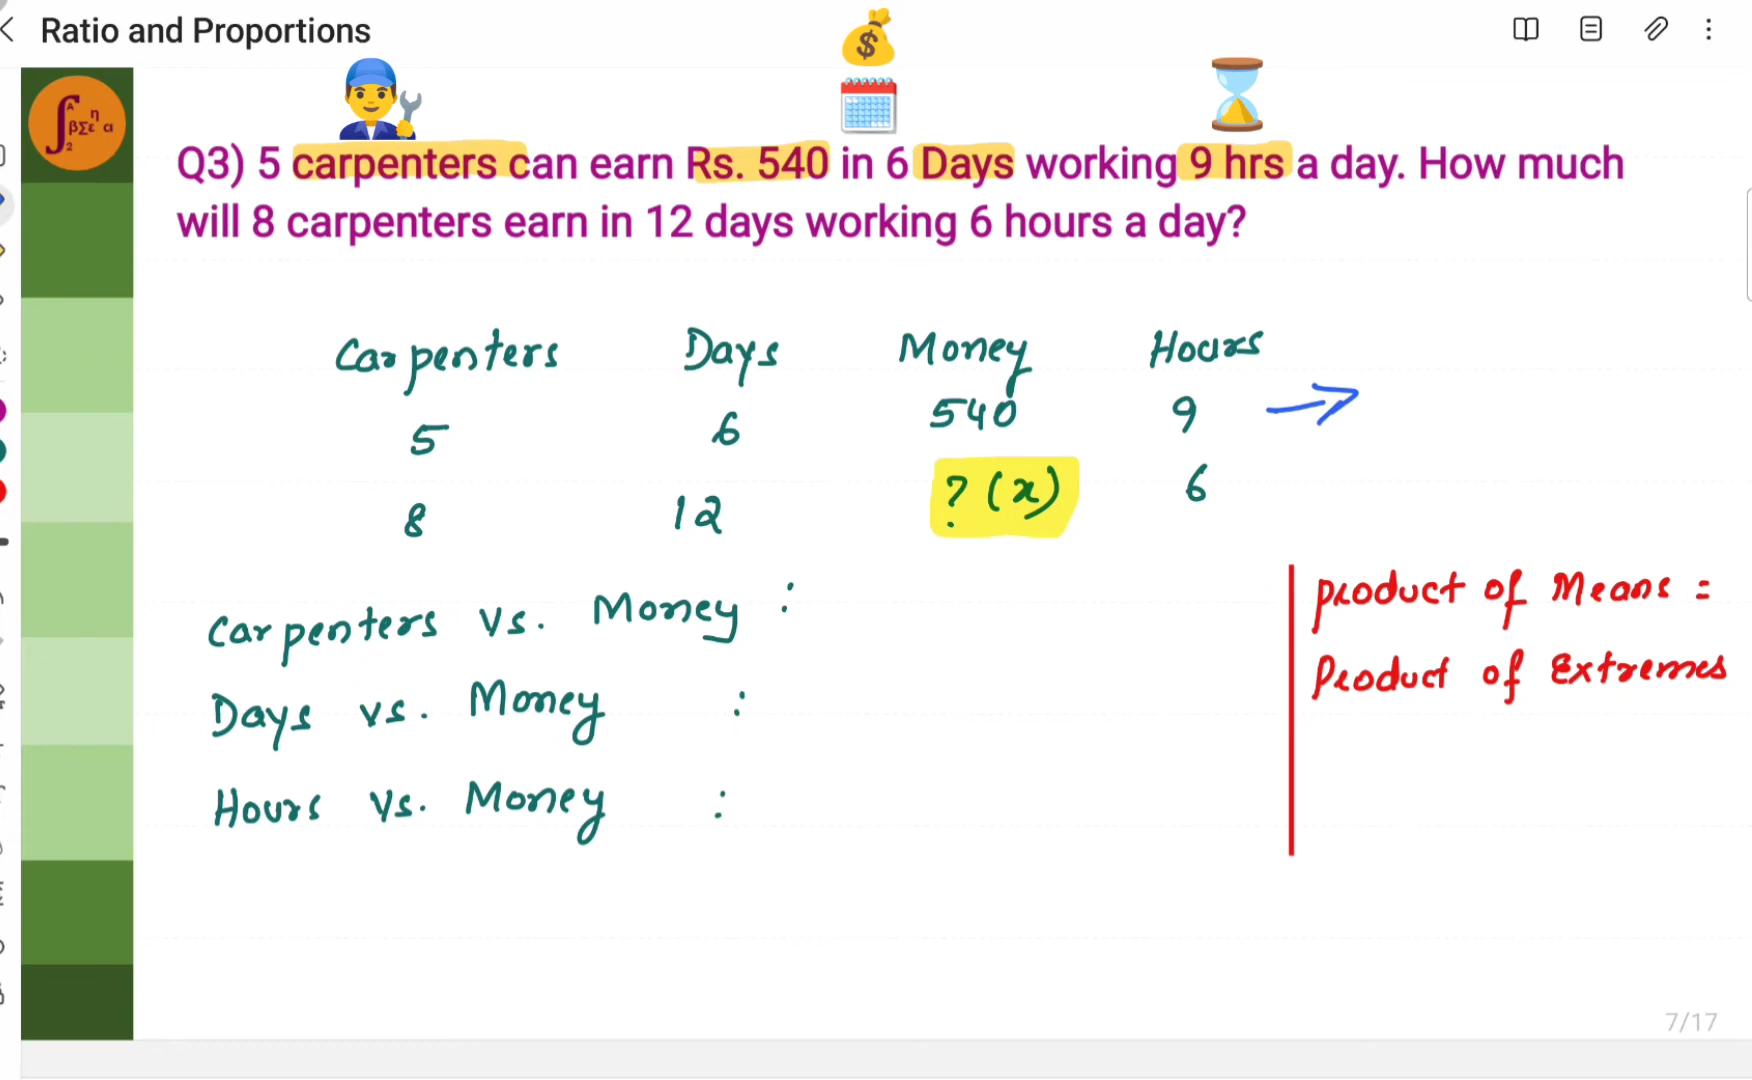 Ratio and Proportions
Q3) 5 carpenters can earn Rs. 540 in 6 Days working 9 hrs a day. How much
will 8 carpenters earn in 12 days working 6 hours a day?
Carpenters Days Money Hours
5 6 540 9
8 12 ? (x) 6
Carpenters vs. Money :
Days vs. Money :
Hours vs. Money :
product of Means =
Product of Extremes
7/17